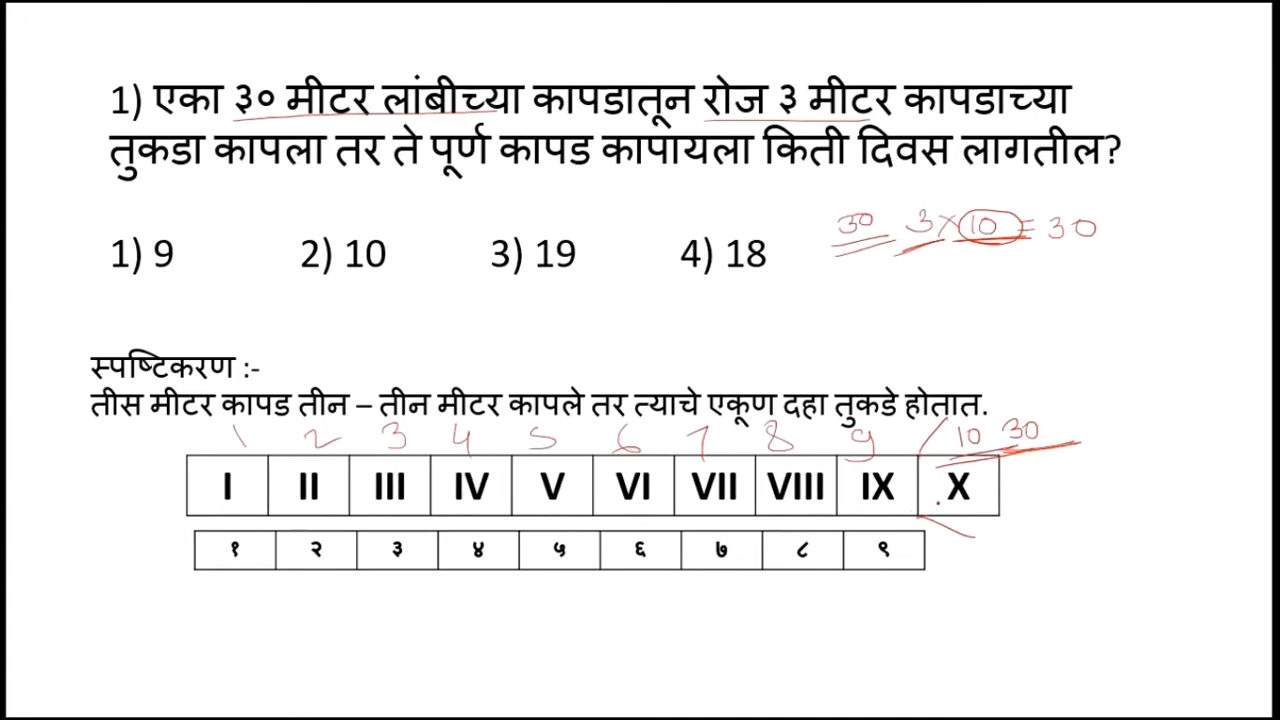 1) एका ३० मीटर लांबीच्या कापडातून रोज ३ मीटर कापडाच्या
तुकडा कापला तर ते पूर्ण कापड कापायला किती दिवस लागतील?
30 3 × 10 = 30
1) 9 2) 10 3) 19 4) 18
स्पष्टिकरण :-
तीस मीटर कापड तीन – तीन मीटर कापले तर त्याचे एकूण दहा तुकडे होतात.
1 2 3 4 5 6 7 8 9 10 30
I II III IV V VI VII VIII IX X
१ २ ३ ४ ५ ६ ७ ८ ९